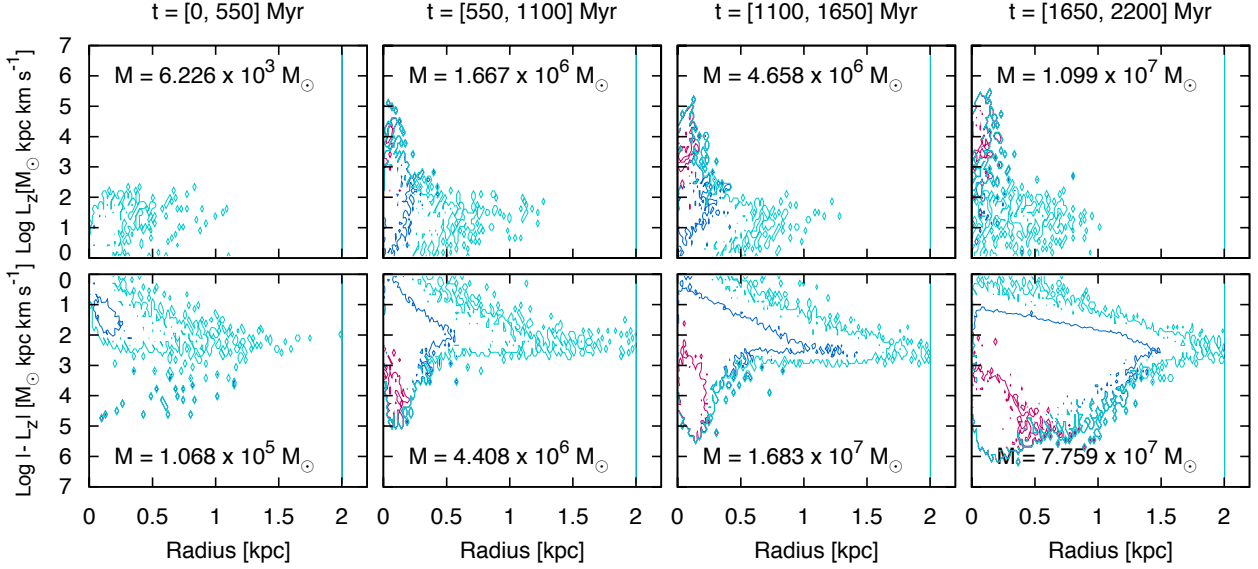 t = [0, 550] Myr t = [550, 1100] Myr t = [1100, 1650] Myr t = [1650, 2200] Myr
Log L_Z[M_☉ kpc km s^-1]
7
6
5
4
3
2
1
0
M = 6.226 x 10^3 M_☉ M = 1.667 x 10^6 M_☉ M = 4.658 x 10^6 M_☉ M = 1.099 x 10^7 M_☉
Log |- L_Z| [M_☉ kpc km s^-1]
0
1
2
3
4
5
6
7
M = 1.068 x 10^5 M_☉ M = 4.408 x 10^6 M_☉ M = 1.683 x 10^7 M_☉ M = 7.759 x 10^7 M_☉
0 0.5 1 1.5 2 0 0.5 1 1.5 2 0 0.5 1 1.5 2 0 0.5 1 1.5 2
Radius [kpc] Radius [kpc] Radius [kpc] Radius [kpc]